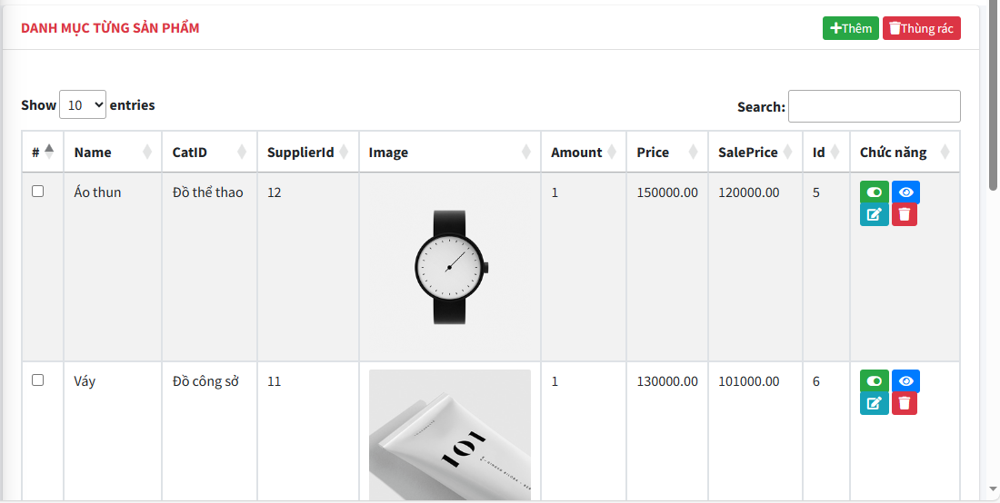 DANH MỤC TỪNG SẢN PHẨM
Thêm Thùng rác
Show 10 entries
Search:
# Name CatID SupplierId Image Amount Price SalePrice Id Chức năng
Áo thun Đồ thể thao 12 1 150000.00 120000.00 5
Váy Đồ công sở 11 1 130000.00 101000.00 6
101